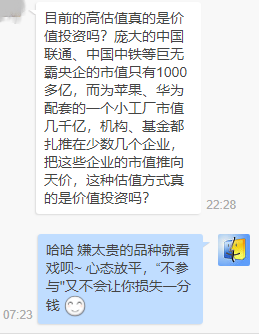 目前的高估值真的是价
值投资吗？庞大的中国
联通、中国中铁等巨无
霸央企的市值只有1000
多亿，而为苹果、华为
配套的一个小工厂市值
几千亿，机构、基金都
扎推在少数几个企业，
把这些企业的市值推向
天价，这种估值方式真
的是价值投资吗？
22:28
哈哈 嫌太贵的品种就看
戏呗~ 心态放平，“不参
与"又不会让你损失一分
钱
07:23